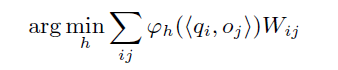 arg min_h ∑_{ij} φ_h(⟨q_i, o_j⟩)W_{ij}